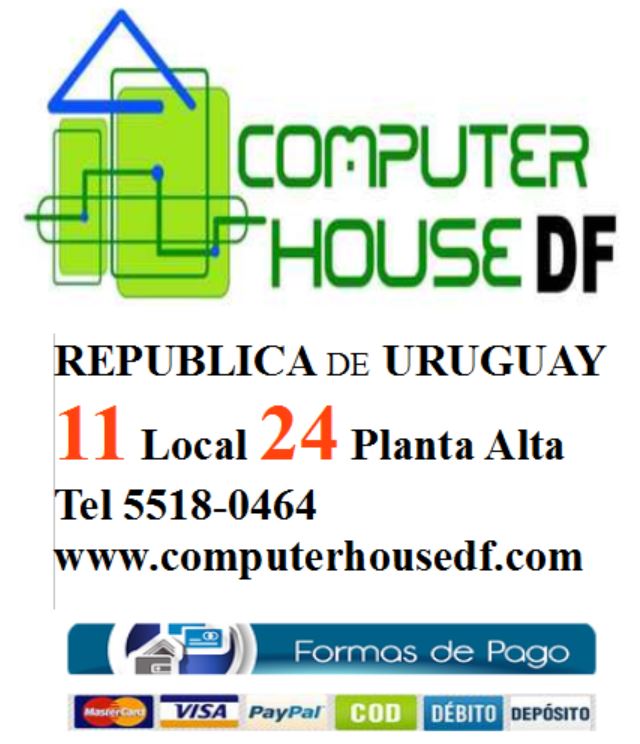 COMPUTER
HOUSE DF
REPUBLICA DE URUGUAY
11 Local 24 Planta Alta
Tel 5518-0464
www.computerhousedf.com
Formas de Pago
MasterCard VISA PayPal COD DÉBITO DEPÓSITO